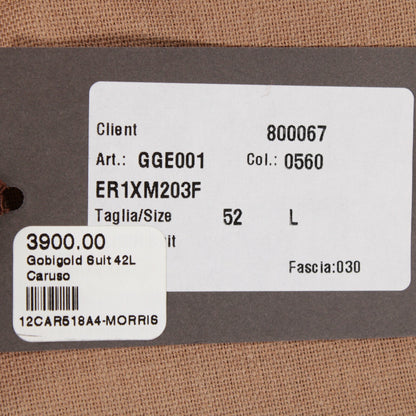 Client 800067
Art.: GGE001 Col.: 0560
ER1XM203F
Taglia/Size 52 L
Fascia:030
3900.00
Gobigold Suit 42L
Caruso
12CAR518A4-MORRIS